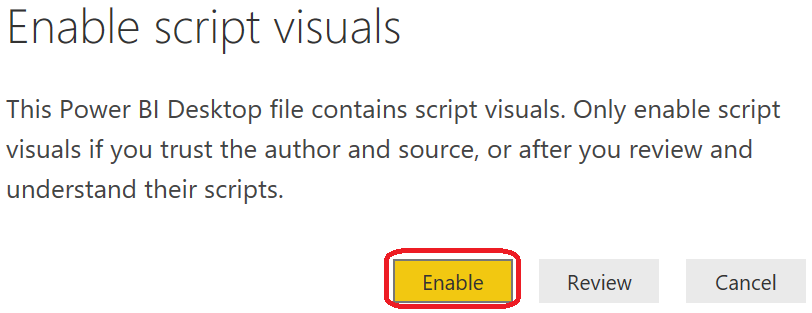 Enable script visuals
This Power BI Desktop file contains script visuals. Only enable script
visuals if you trust the author and source, or after you review and
understand their scripts.
Enable Review Cancel